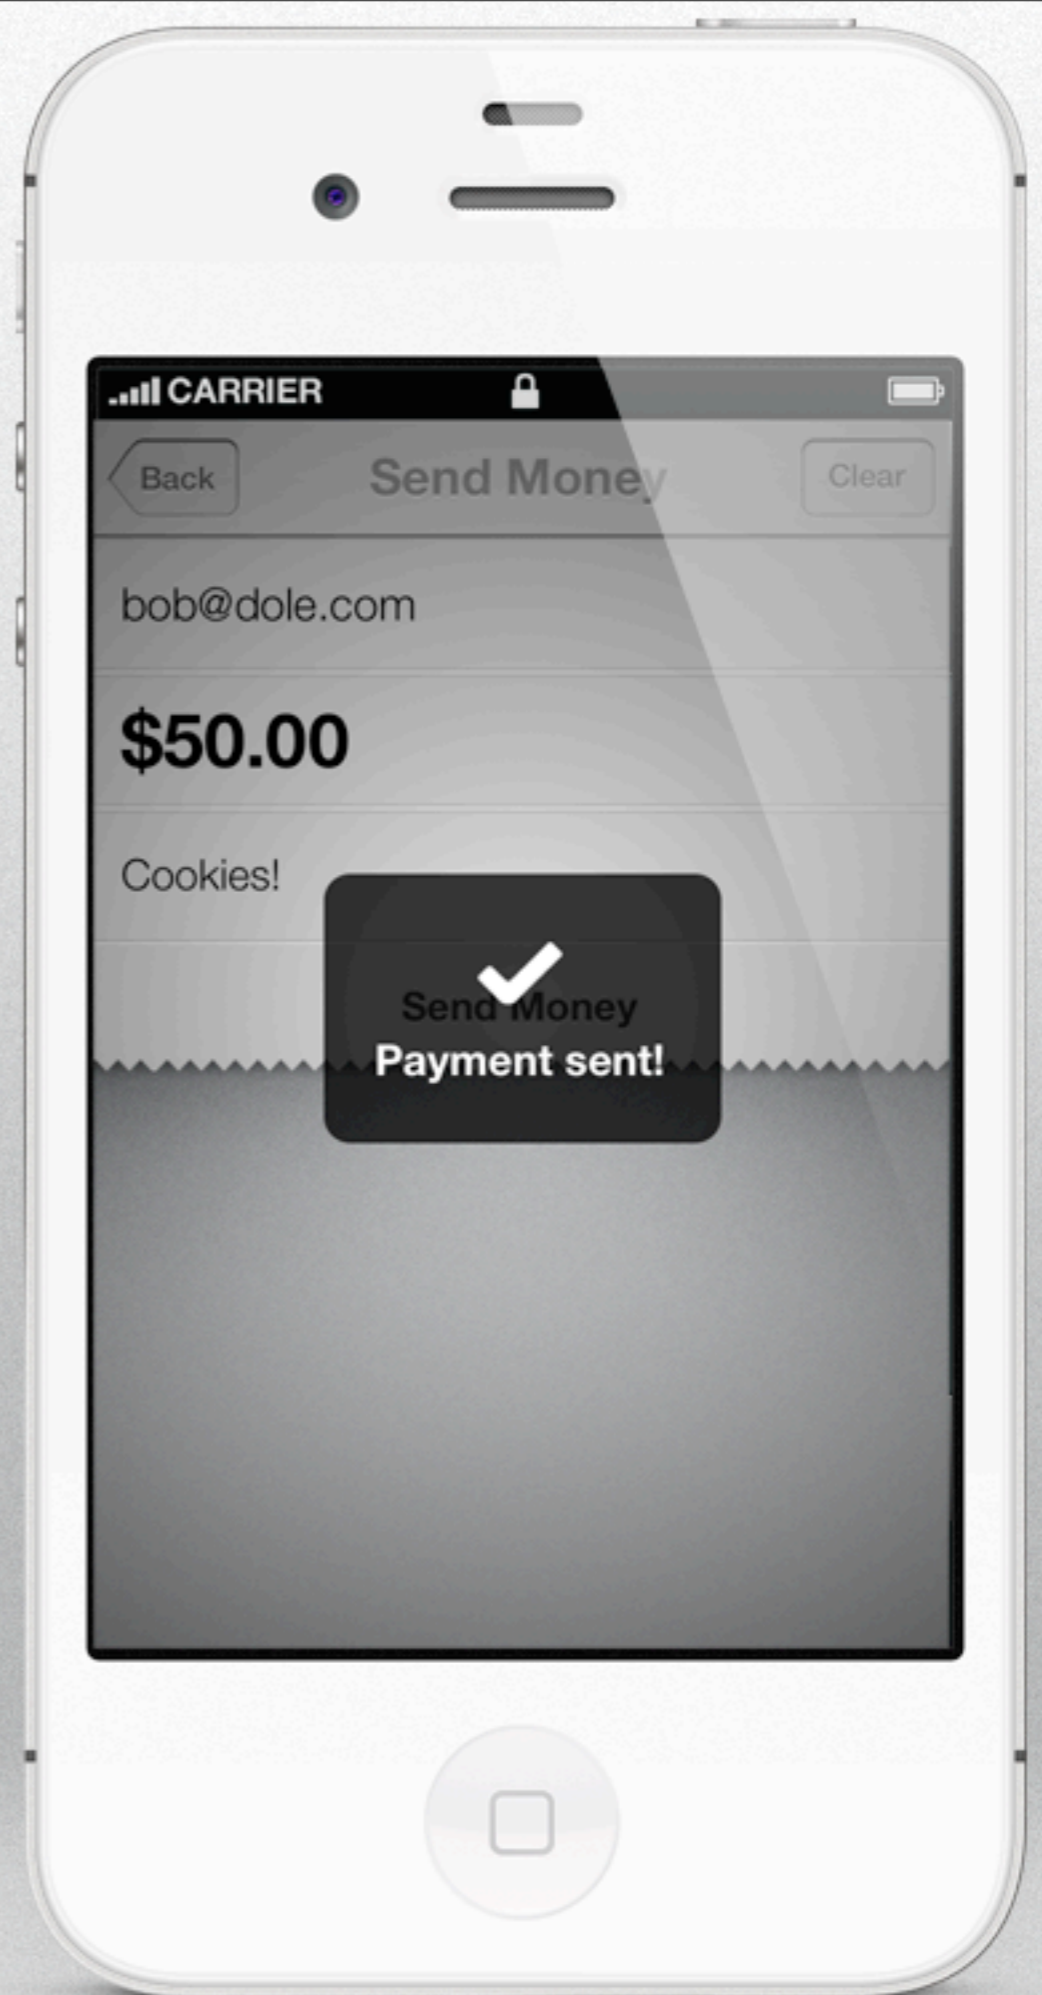 CARRIER
Back Send Money Clear
bob@dole.com
$50.00
Cookies!
Send Money
Payment sent!